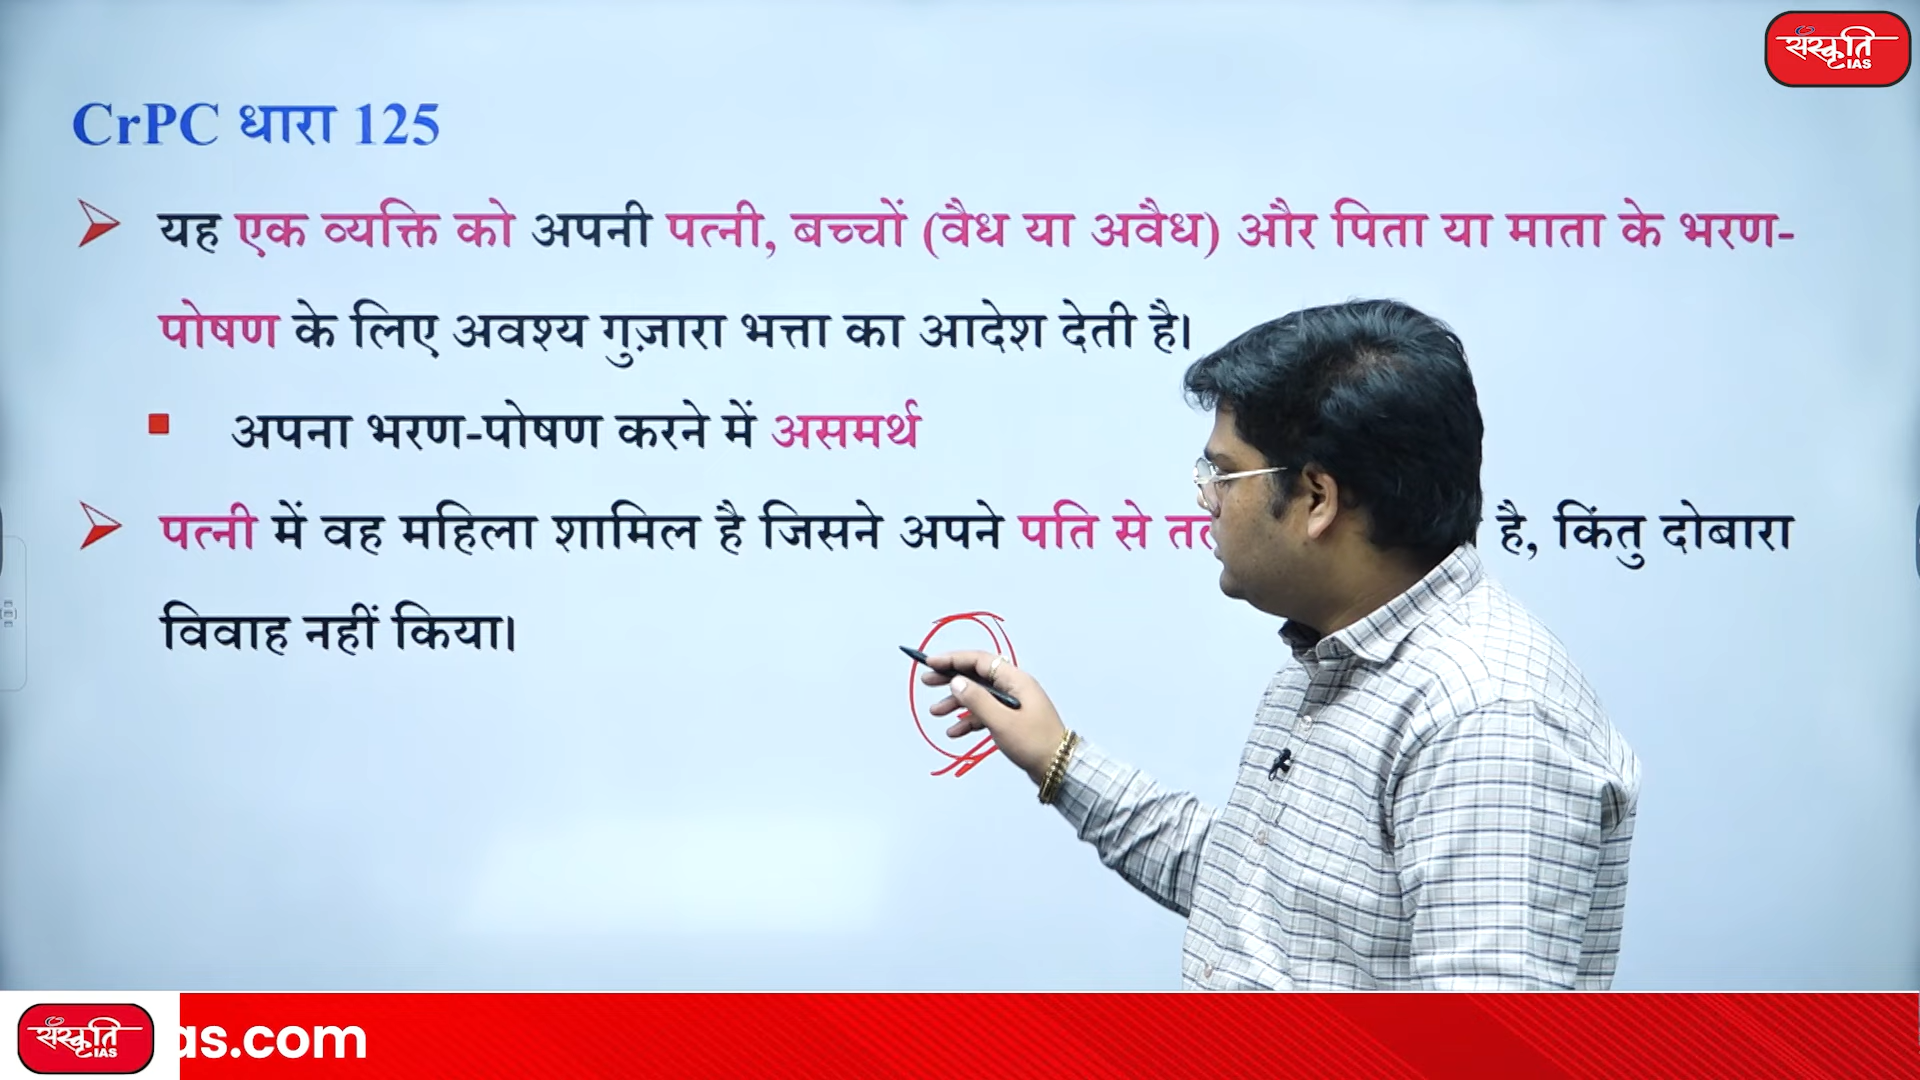 संस्कृति
IAS
CrPC धारा 125
यह एक व्यक्ति को अपनी पत्नी, बच्चों (वैध या अवैध) और पिता या माता के भरण-
पोषण के लिए अवश्य गुज़ारा भत्ता का आदेश देती है।
अपना भरण-पोषण करने में असमर्थ
पत्नी में वह महिला शामिल है जिसने अपने पति से है, किंतु दोबारा
विवाह नहीं किया।
संस्कृति
IAS
as.com